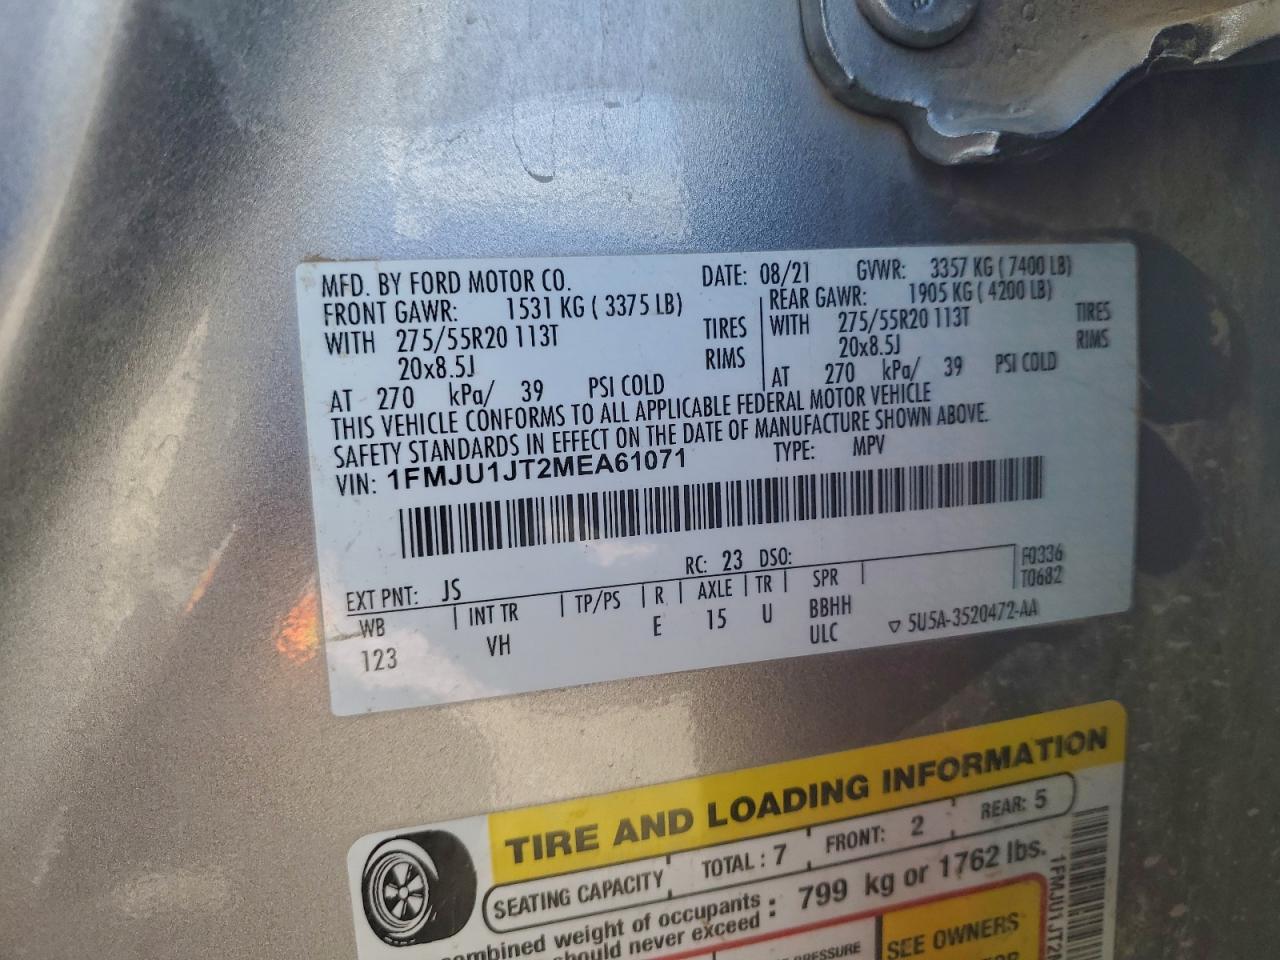 MFD. BY FORD MOTOR CO. DATE: 08/21 GVWR: 3357 KG ( 7400 LB)
FRONT GAWR: 1531 KG ( 3375 LB) REAR GAWR: 1905 KG ( 4200 LB)
WITH 275/55R20 113T TIRES WITH 275/55R20 113T TIRES
20x8.5J RIMS 20x8.5J RIMS
AT 270 kPa/ 39 PSI COLD AT 270 kPa/ 39 PSI COLD
THIS VEHICLE CONFORMS TO ALL APPLICABLE FEDERAL MOTOR VEHICLE
SAFETY STANDARDS IN EFFECT ON THE DATE OF MANUFACTURE SHOWN ABOVE.
VIN: 1FMJU1JT2MEA61071 TYPE: MPV
EXT PNT: JS RC: 23 DSO: F0336
T0682
WB INT TR TP/PS R AXLE TR SPR
123 VH E 15 U BBHH
ULC ▽ 5U5A-3520472-AA
TIRE AND LOADING INFORMATION
SEATING CAPACITY TOTAL : 7 FRONT: 2 REAR: 5
ombined weight of occupants
should never exceed : 799 kg or 1762 lbs.
PRESSURE SEE OWNERS
1FMJU1JT2